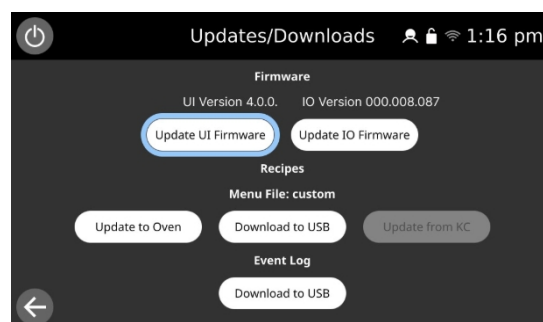 Updates/Downloads 1:16 pm
Firmware
UI Version 4.0.0. IO Version 000.008.087
Update UI Firmware Update IO Firmware
Recipes
Menu File: custom
Update to Oven Download to USB Update from KC
Event Log
Download to USB